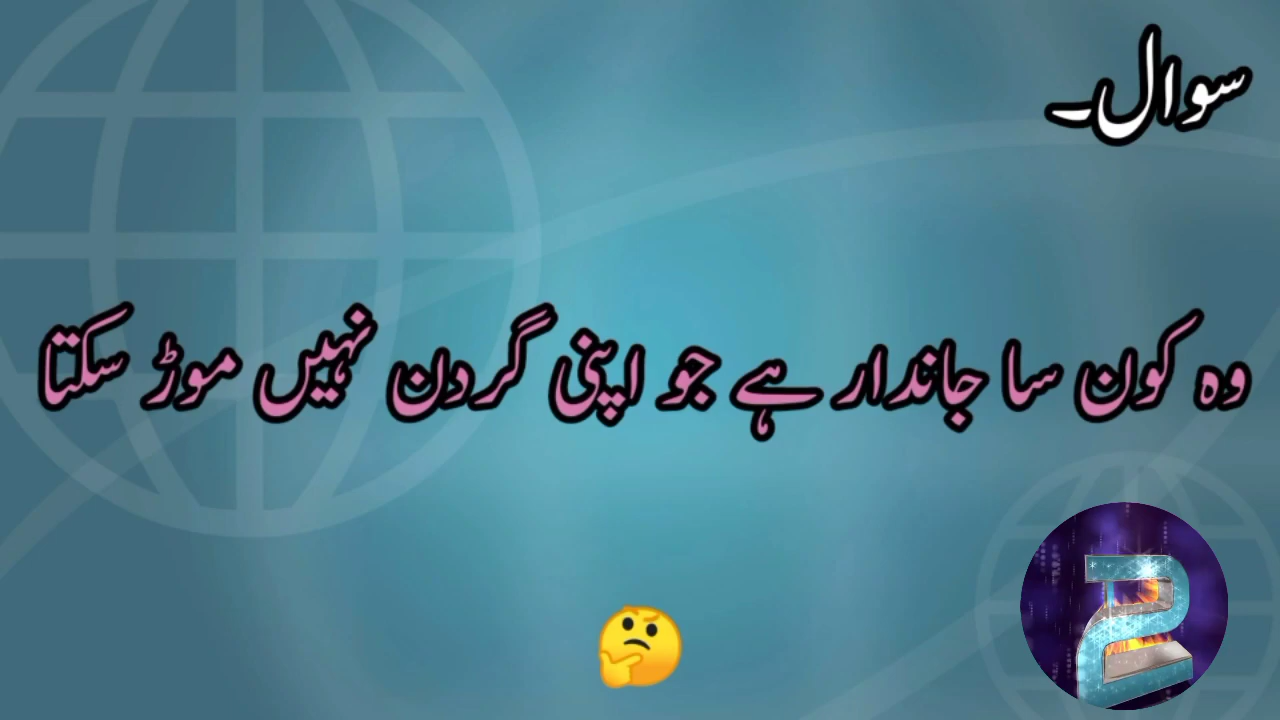 سوال۔
وہ کون سا جاندار ہے جو اپنی گردن نہیں موڑ سکتا